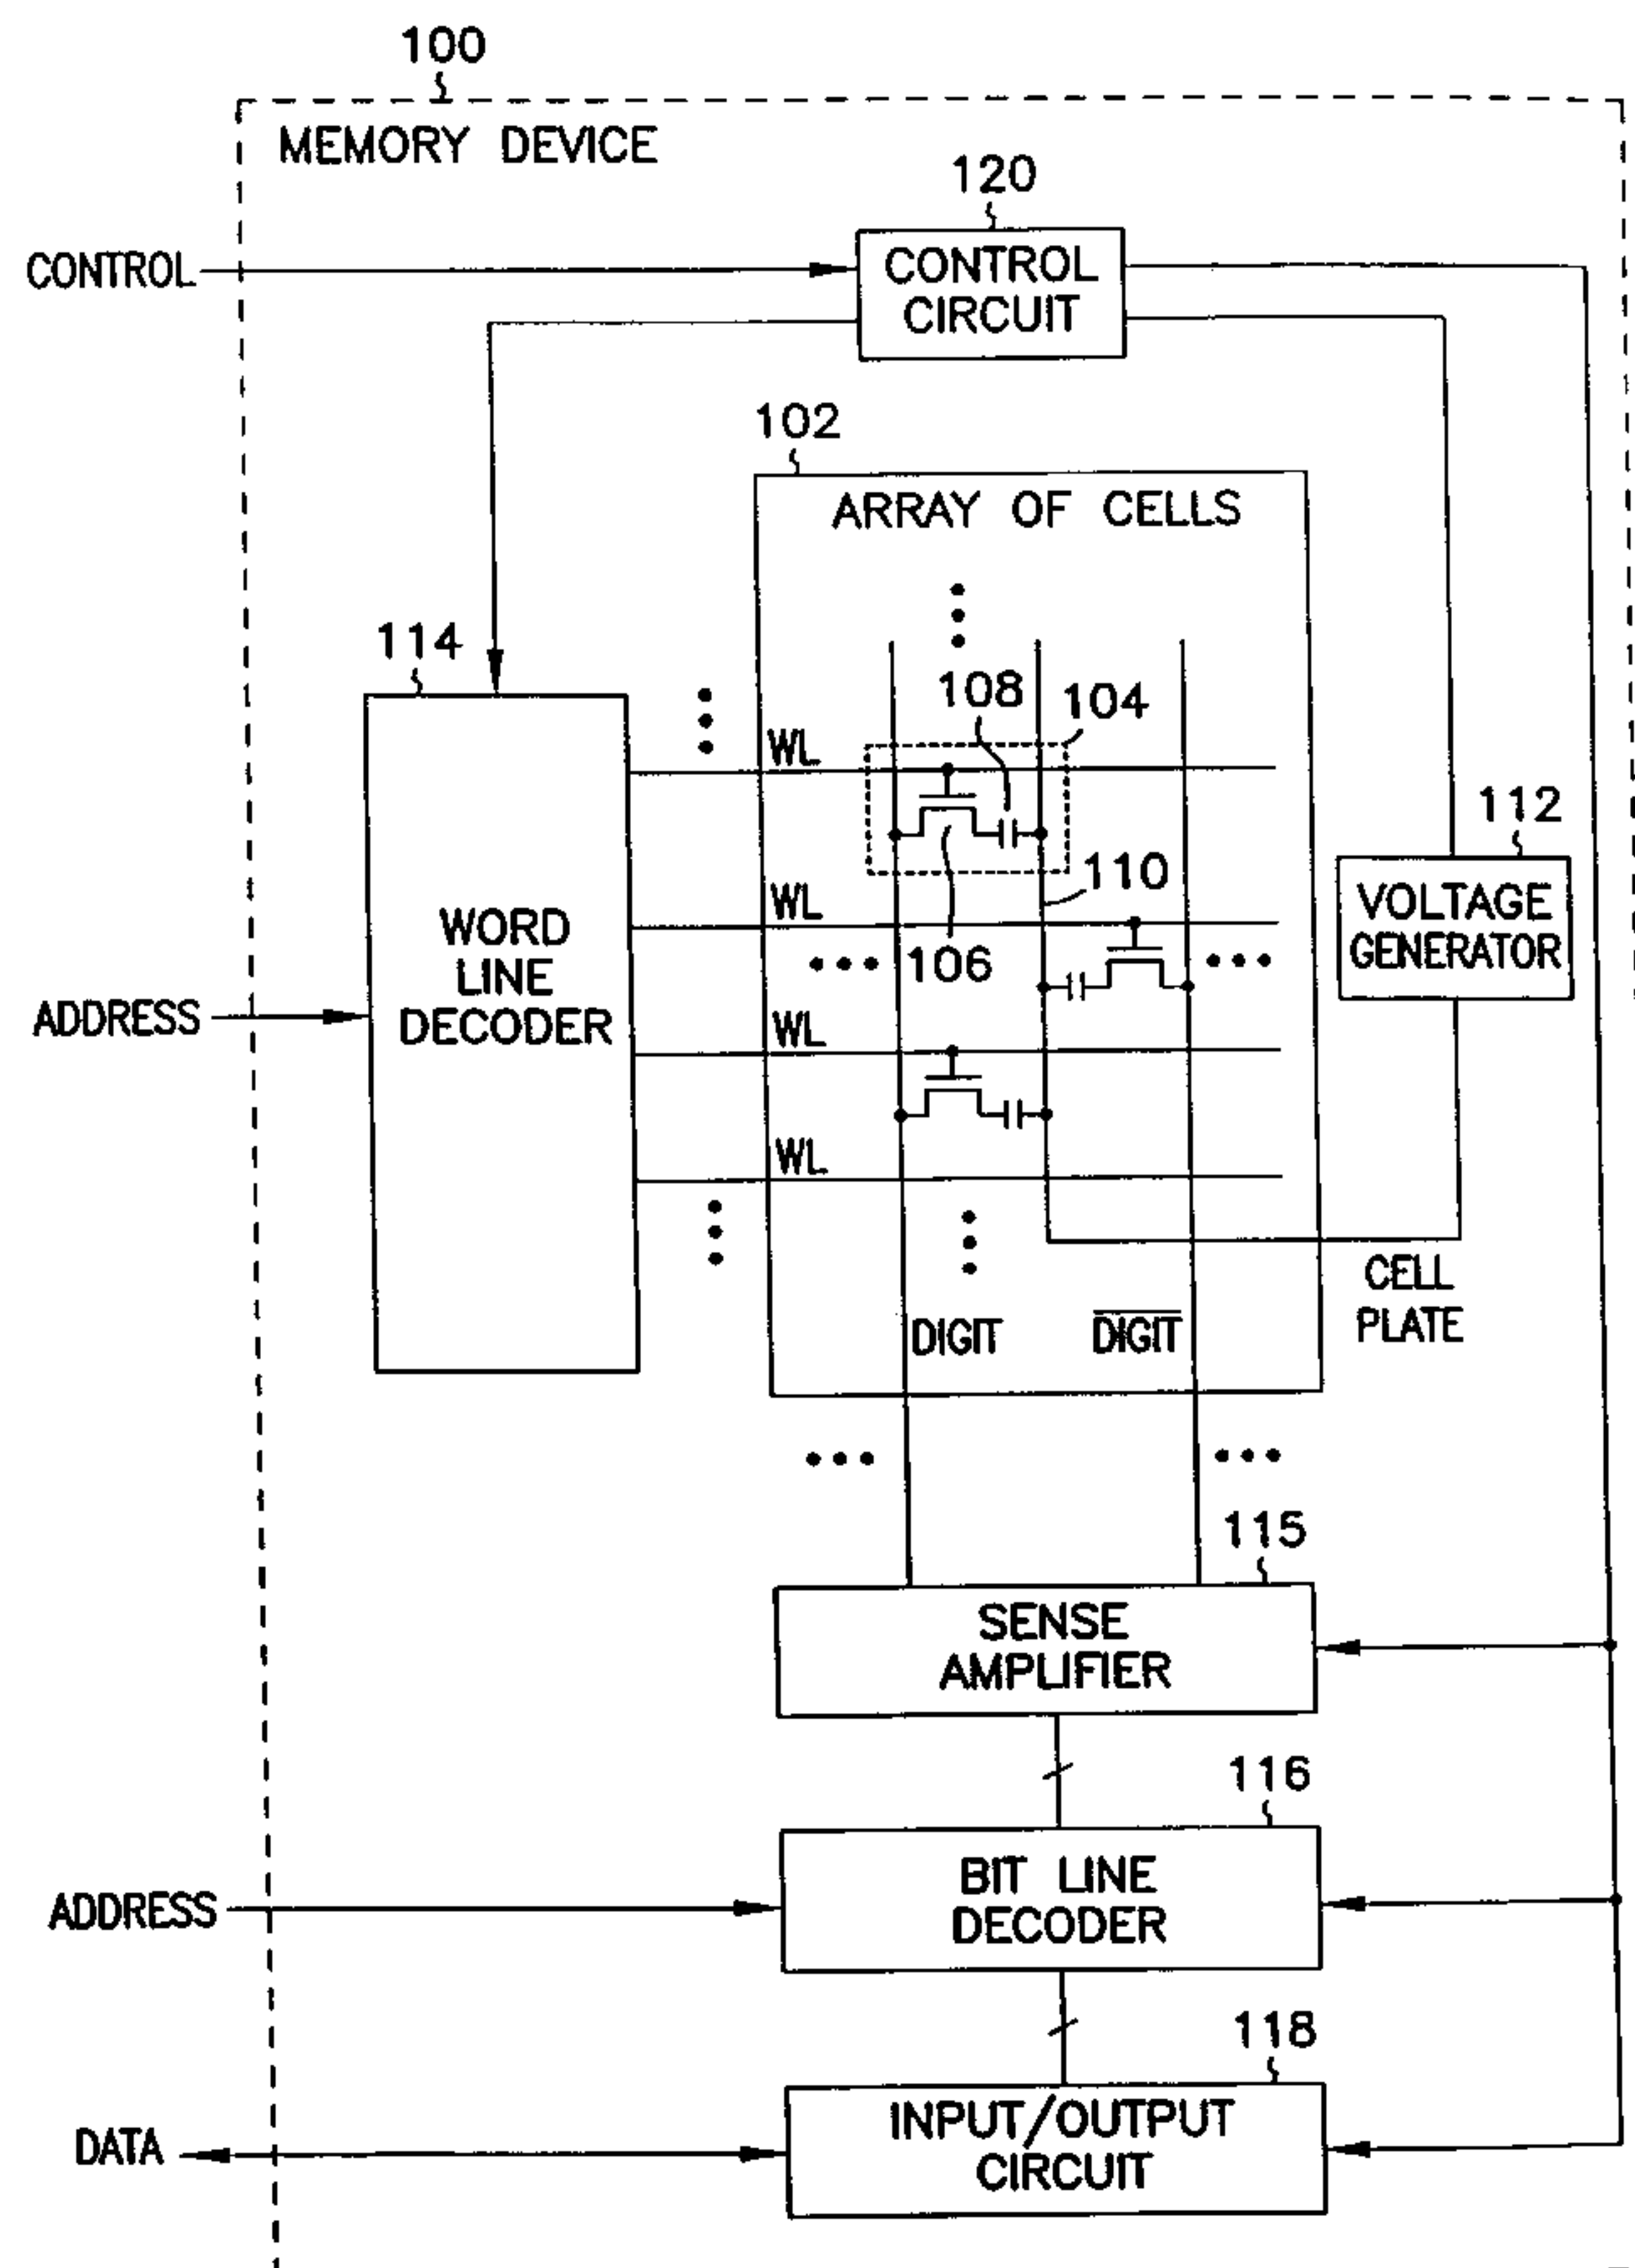 100
MEMORY DEVICE
120
CONTROL
CONTROL
CIRCUIT
102
ARRAY OF CELLS
114
108
104
WL
112
110
WL
VOLTAGE
GENERATOR
WORD
LINE
DECODER
106
ADDRESS
WL
WL
CELL
PLATE
DIGIT
D̅I̅G̅I̅T̅
115
SENSE
AMPLIFIER
116
ADDRESS
BIT LINE
DECODER
118
DATA
INPUT/OUTPUT
CIRCUIT